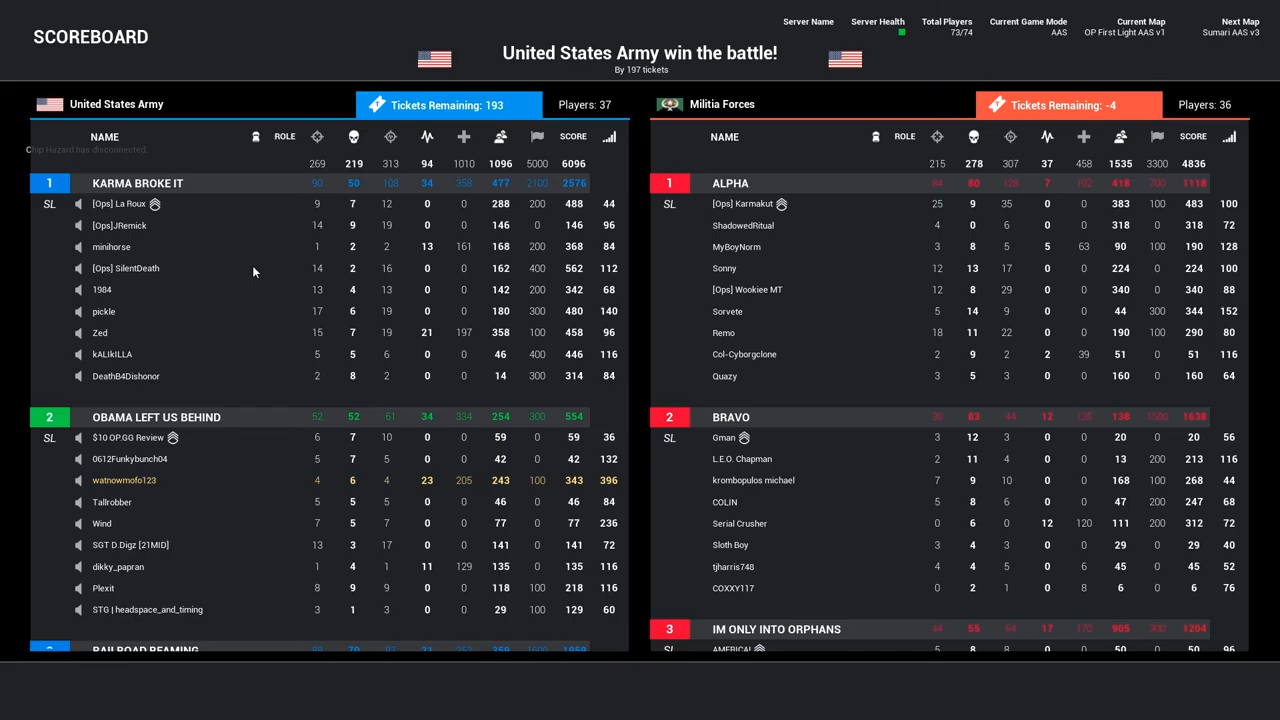 SCOREBOARD
Server Name Server Health Total Players Current Game Mode Current Map Next Map
73/74 AAS OP First Light AAS v1 Sumari AAS v3
United States Army win the battle!
By 197 tickets
United States Army Tickets Remaining: 193 Players: 37
NAME ROLE SCORE
Chip Hazard has disconnected.
269 219 313 94 1010 1096 5000 6096
1 KARMA BROKE IT 90 50 108 34 358 477 2100 2576
SL [Ops] La Roux 9 7 12 0 0 288 200 488 44
[Ops]JRemick 14 9 19 0 0 146 0 146 96
minihorse 1 2 2 13 161 168 200 368 84
[Ops] SilentDeath 14 2 16 0 0 162 400 562 112
1984 13 4 13 0 0 142 200 342 68
pickle 17 6 19 0 0 180 300 480 140
Zed 15 7 19 21 197 358 100 458 96
kALIkILLA 5 5 6 0 0 46 400 446 116
DeathB4Dishonor 2 8 2 0 0 14 300 314 84
2 OBAMA LEFT US BEHIND 52 52 61 34 334 254 300 554
SL $10 OP.GG Review 6 7 10 0 0 59 0 59 36
0612Funkybunch04 5 7 5 0 0 42 0 42 132
watnowmofo123 4 6 4 23 205 243 100 343 396
Tallrobber 5 5 5 0 0 46 0 46 84
Wind 7 5 7 0 0 77 0 77 236
SGT D.Digz [21MID] 13 3 17 0 0 141 0 141 72
dikky_papran 1 4 1 11 129 135 0 135 116
Plexit 8 9 9 0 0 118 100 218 116
STG | headspace_and_timing 3 1 3 0 0 29 100 129 60
RAILROAD REAMING
Militia Forces Tickets Remaining: -4 Players: 36
NAME ROLE SCORE
215 278 307 37 458 1535 3300 4836
1 ALPHA 84 80 128 7 102 418 700 1118
SL [Ops] Karmakut 25 9 35 0 0 383 100 483 100
ShadowedRitual 4 0 6 0 0 318 0 318 72
MyBoyNorm 3 8 5 5 63 90 100 190 128
Sonny 12 13 17 0 0 224 0 224 100
[Ops] Wookiee MT 12 8 29 0 0 340 0 340 88
Sorvete 5 14 9 0 0 44 300 344 152
Remo 18 11 22 0 0 190 100 290 80
Col-Cyborgclone 2 9 2 2 39 51 0 51 116
Quazy 3 5 3 0 0 160 0 160 64
2 BRAVO 63 44 12 138 1500 1638
SL Gman 3 12 3 0 0 20 0 20 56
L.E.O. Chapman 2 11 4 0 0 13 200 213 116
krombopulos michael 7 9 10 0 0 168 100 268 44
COLIN 5 8 6 0 0 47 200 247 68
Serial Crusher 0 6 0 12 120 111 200 312 72
Sloth Boy 3 4 3 0 0 29 0 29 40
tjharris748 4 4 5 0 6 45 0 45 52
COXXY117 0 2 1 0 8 6 0 6 76
3 IM ONLY INTO ORPHANS 44 55 64 17 170 905 300 1204
SL AMERICA! 5 8 8 0 0 50 0 50 96